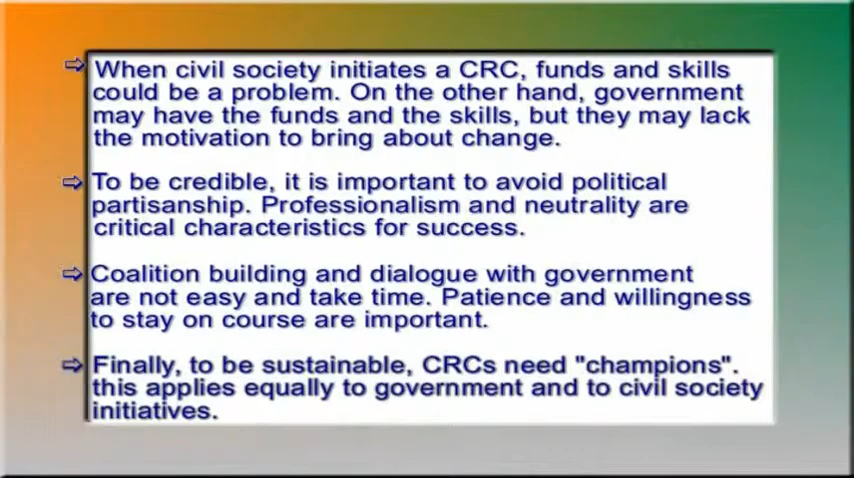 When civil society initiates a CRC, funds and skills
could be a problem. On the other hand, government
may have the funds and the skills, but they may lack
the motivation to bring about change.
To be credible, it is important to avoid political
partisanship. Professionalism and neutrality are
critical characteristics for success.
Coalition building and dialogue with government
are not easy and take time. Patience and willingness
to stay on course are important.
Finally, to be sustainable, CRCs need "champions".
this applies equally to government and to civil society
initiatives.